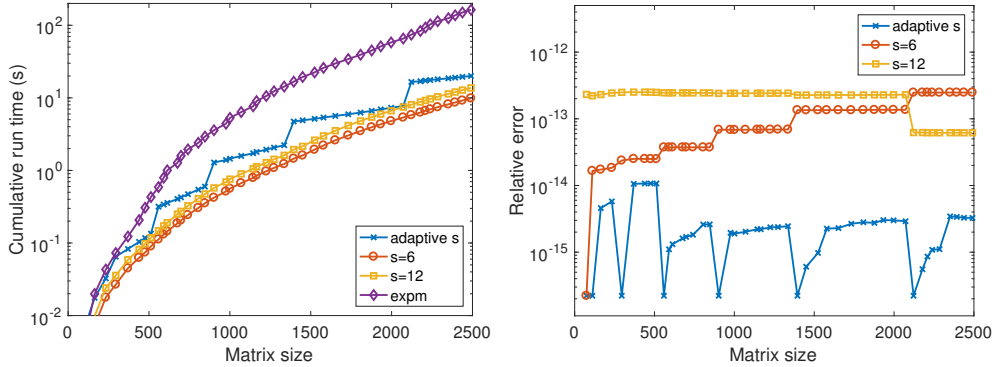 10^2
10^1
10^0
10^-1
10^-2
0
500
1000
1500
2000
2500
Cumulative run time (s)
Matrix size
adaptive s
s=6
s=12
expm
10^-12
10^-13
10^-14
10^-15
0
500
1000
1500
2000
2500
Relative error
Matrix size
adaptive s
s=6
s=12